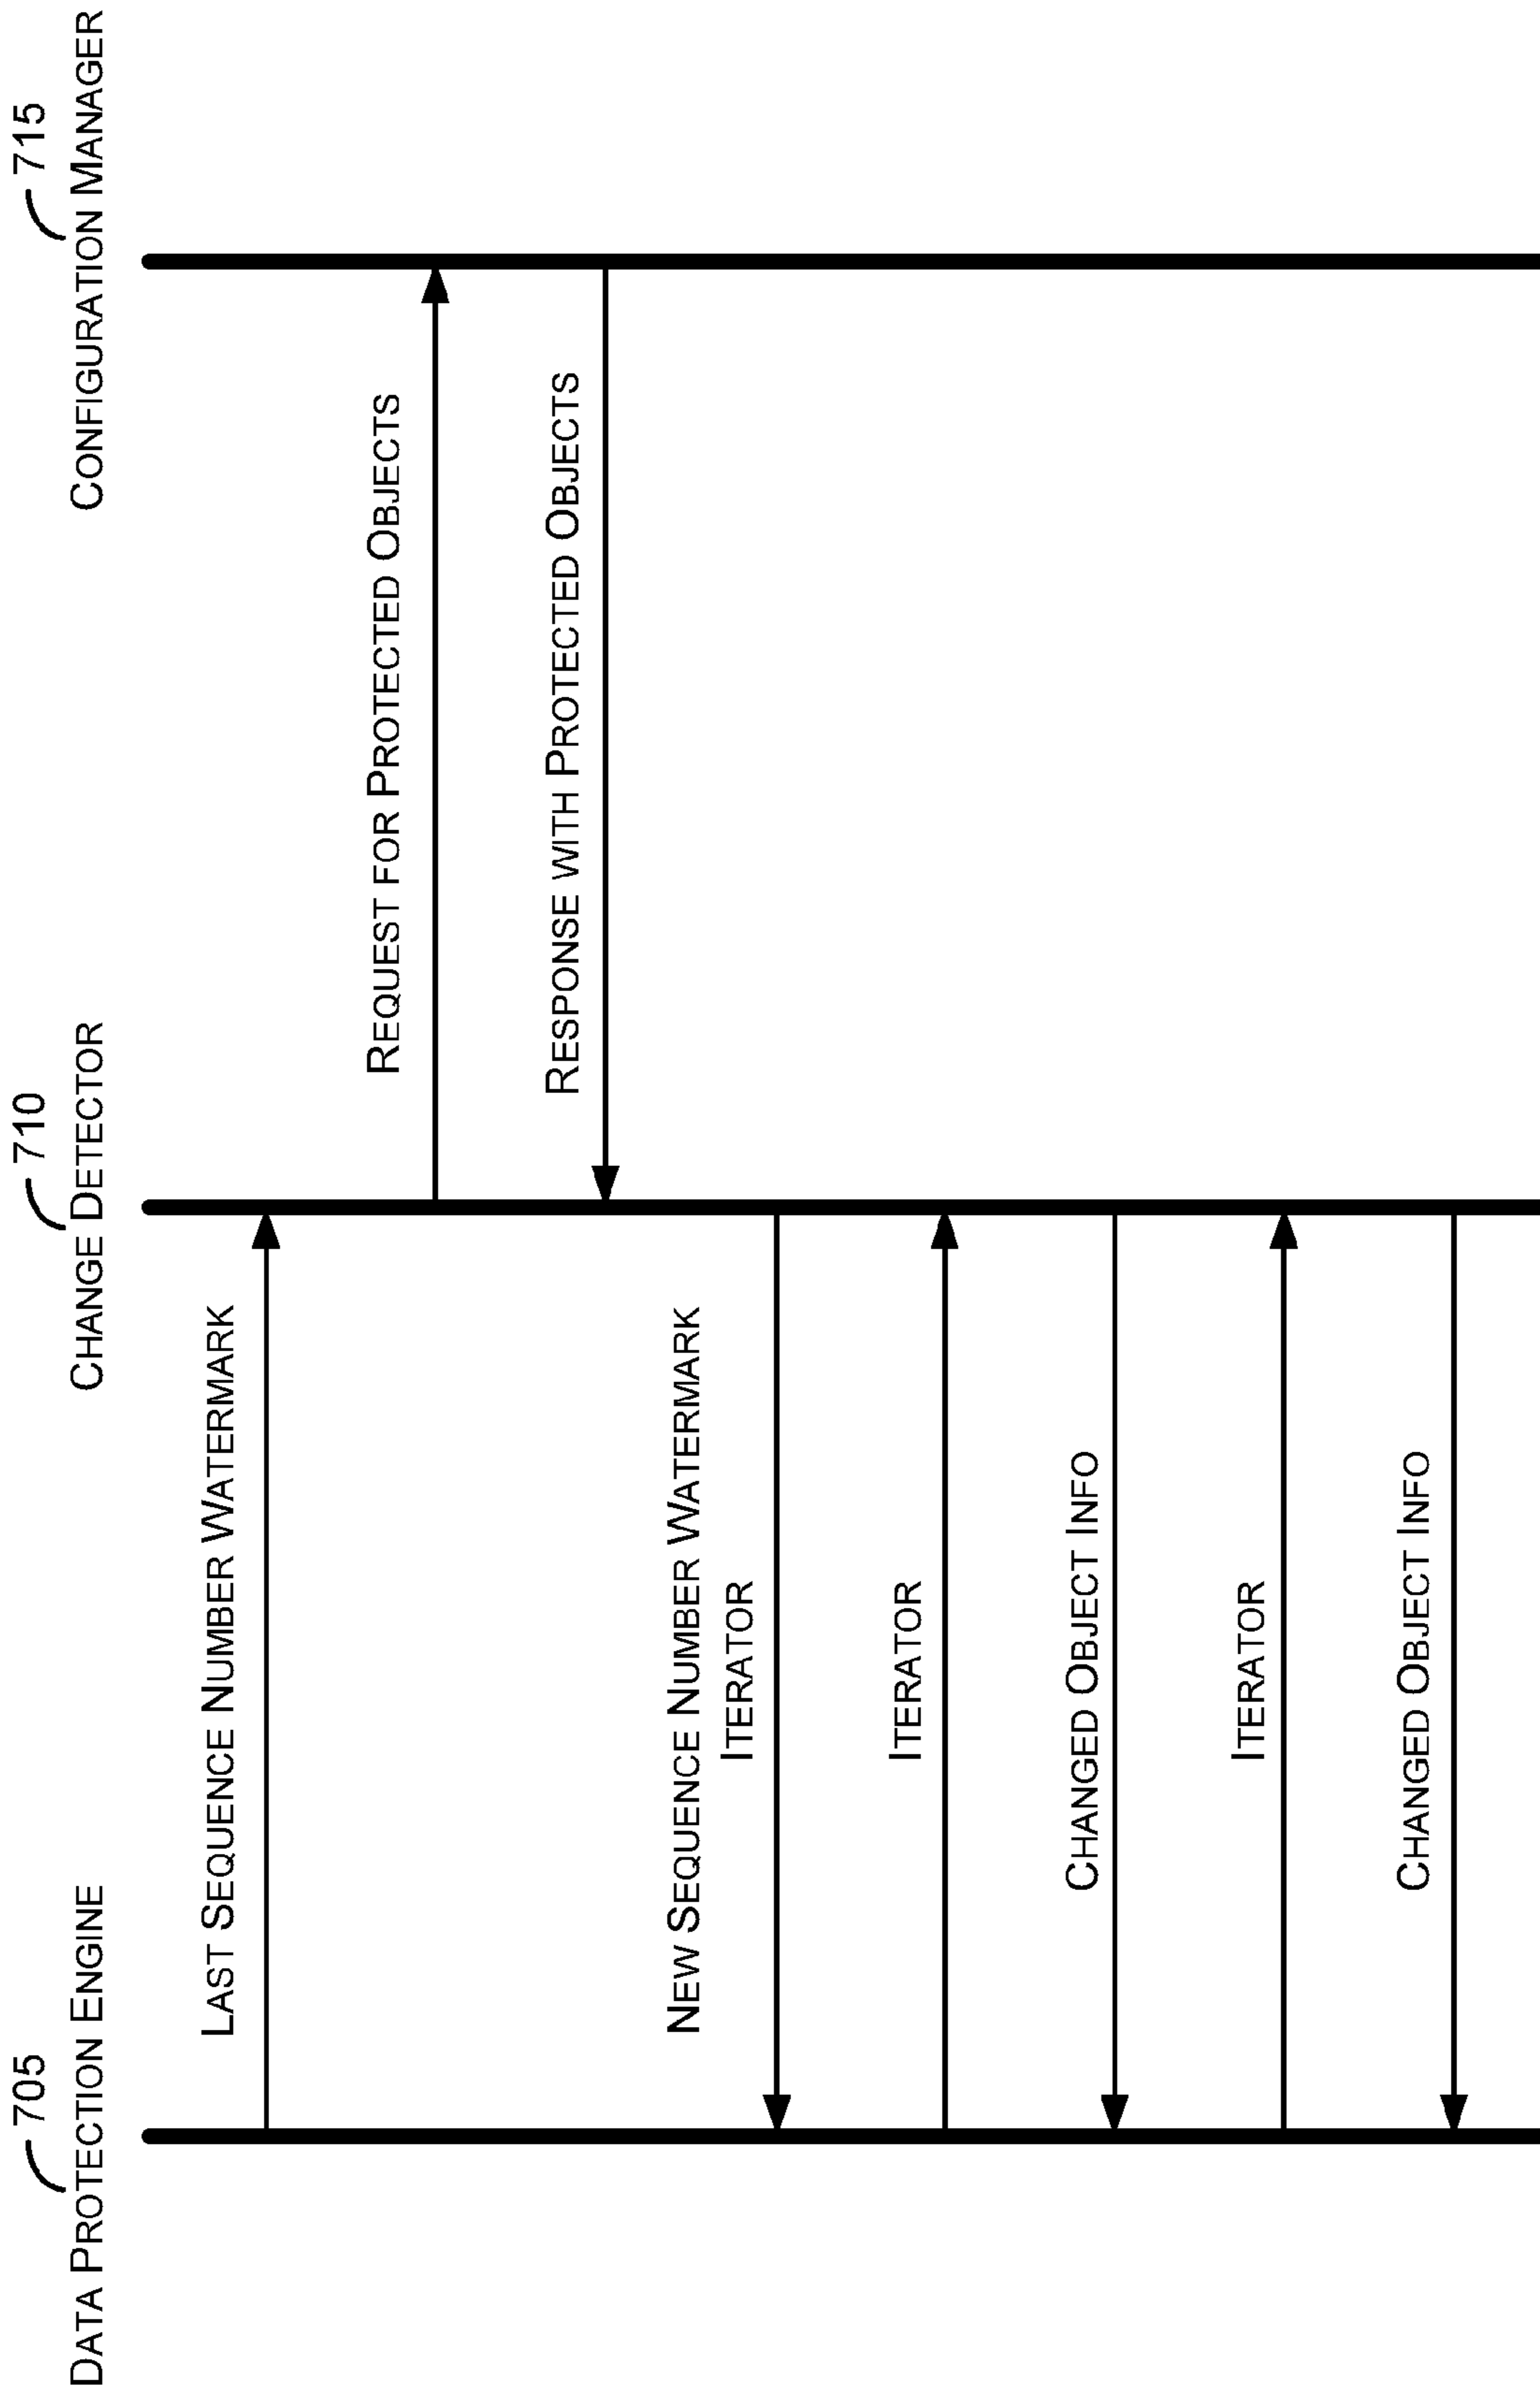 705
DATA PROTECTION ENGINE
710
CHANGE DETECTOR
715
CONFIGURATION MANAGER
LAST SEQUENCE NUMBER WATERMARK
REQUEST FOR PROTECTED OBJECTS
RESPONSE WITH PROTECTED OBJECTS
NEW SEQUENCE NUMBER WATERMARK
ITERATOR
ITERATOR
CHANGED OBJECT INFO
ITERATOR
CHANGED OBJECT INFO